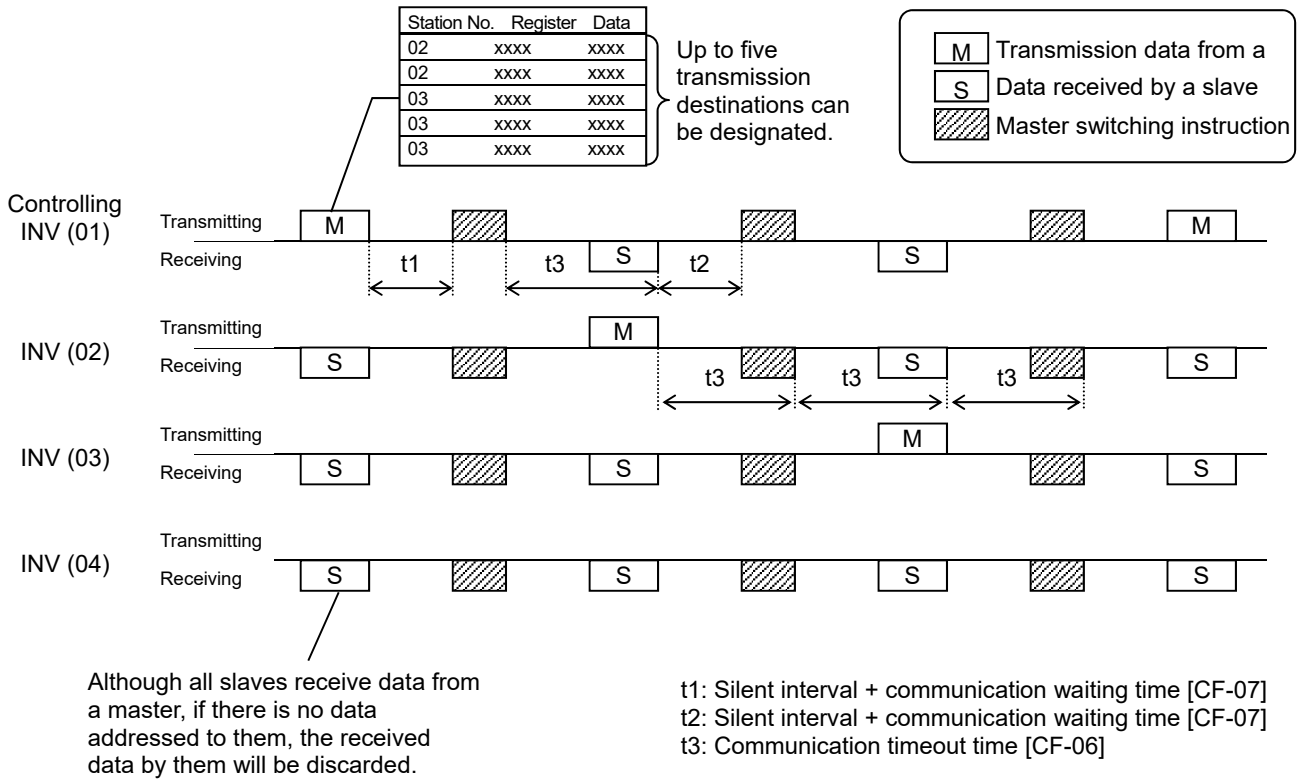 Station No. Register Data
02 xxxx xxxx
02 xxxx xxxx
03 xxxx xxxx
03 xxxx xxxx
03 xxxx xxxx
Up to five
transmission
destinations can
be designated.
M Transmission data from a
S Data received by a slave
Master switching instruction
Controlling
INV (01)
Transmitting
M M
Receiving
t1 t3 S t2 S
INV (02)
Transmitting
M
Receiving
S S S
t3 t3 t3
INV (03)
Transmitting
M
Receiving
S S S
INV (04)
Transmitting
Receiving
S S S S
Although all slaves receive data from
a master, if there is no data
addressed to them, the received
data by them will be discarded.
t1: Silent interval + communication waiting time [CF-07]
t2: Silent interval + communication waiting time [CF-07]
t3: Communication timeout time [CF-06]